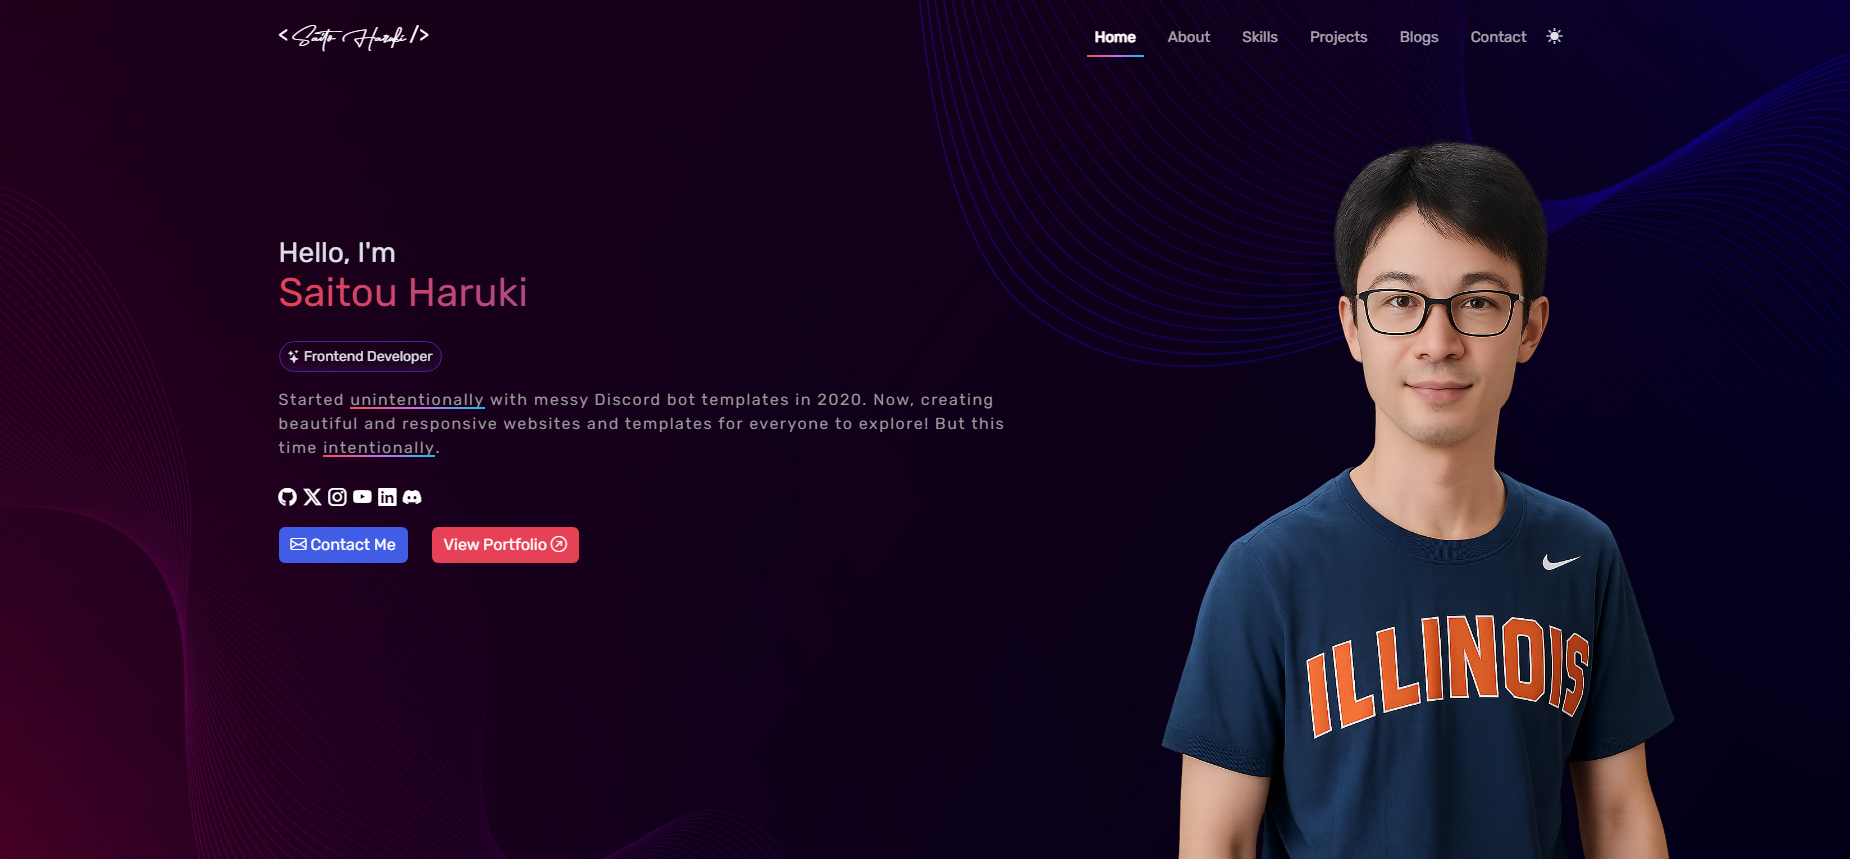 < Saito Haruki />
Home About Skills Projects Blogs Contact
Hello, I'm
Saitou Haruki
Frontend Developer
Started unintentionally with messy Discord bot templates in 2020. Now, creating
beautiful and responsive websites and templates for everyone to explore! But this
time intentionally.
in
Contact Me View Portfolio
ILLINOIS